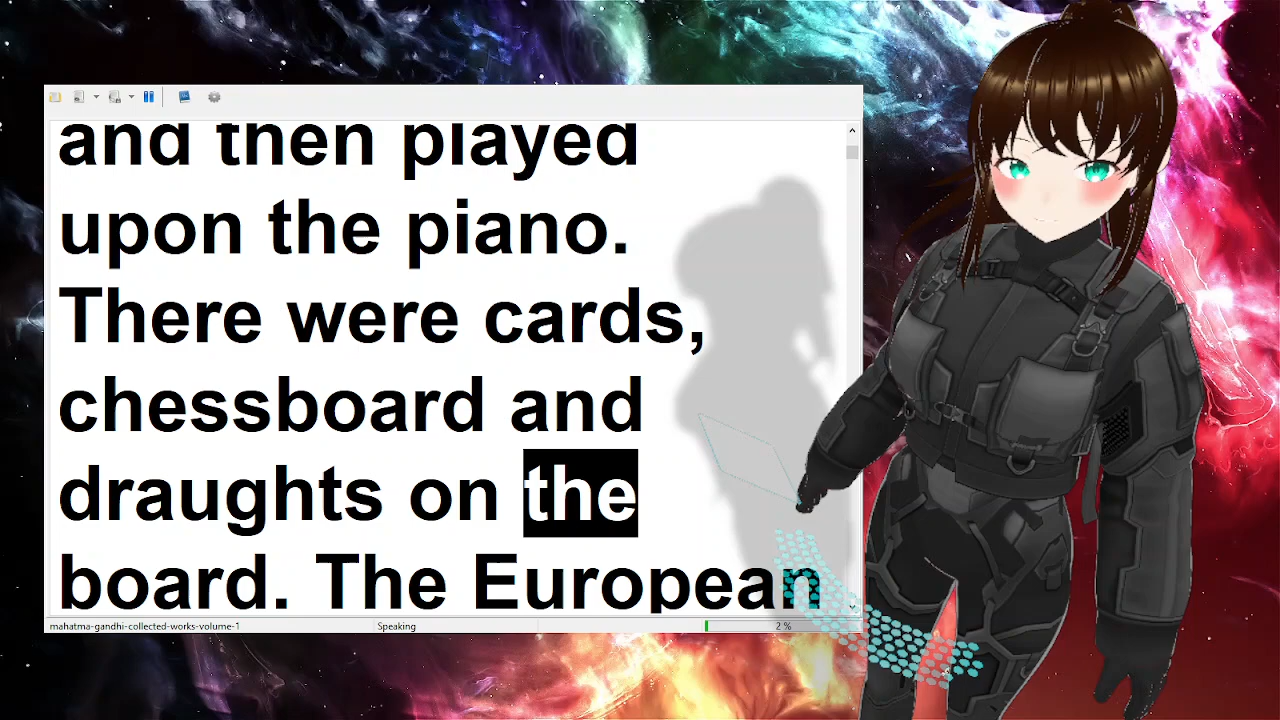 and then played
upon the piano.
There were cards,
chessboard and
draughts on the
board. The European
mahatma-gandhi-collected-works-volume-1 Speaking 2 %